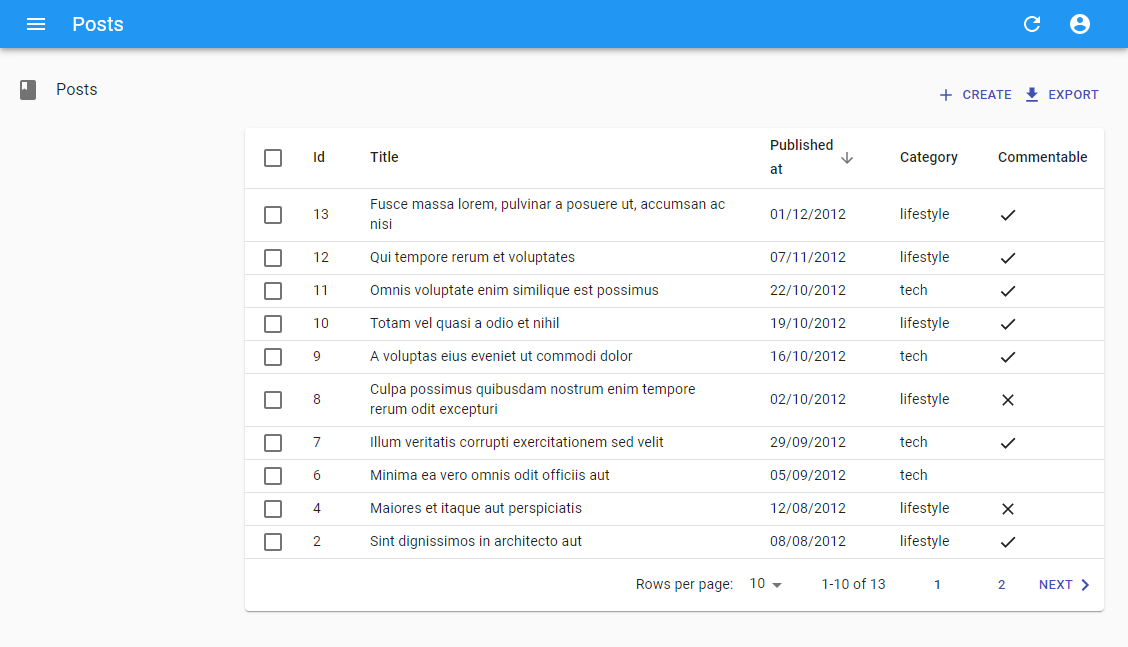 Posts
Posts
CREATE EXPORT
Id Title Published at Category Commentable
13 Fusce massa lorem, pulvinar a posuere ut, accumsan ac
nisi 01/12/2012 lifestyle
12 Qui tempore rerum et voluptates 07/11/2012 lifestyle
11 Omnis voluptate enim similique est possimus 22/10/2012 tech
10 Totam vel quasi a odio et nihil 19/10/2012 lifestyle
9 A voluptas eius eveniet ut commodi dolor 16/10/2012 tech
8 Culpa possimus quibusdam nostrum enim tempore
rerum odit excepturi 02/10/2012 lifestyle
7 Illum veritatis corrupti exercitationem sed velit 29/09/2012 tech
6 Minima ea vero omnis odit officiis aut 05/09/2012 tech
4 Maiores et itaque aut perspiciatis 12/08/2012 lifestyle
2 Sint dignissimos in architecto aut 08/08/2012 lifestyle
Rows per page: 10 1-10 of 13 1 2 NEXT